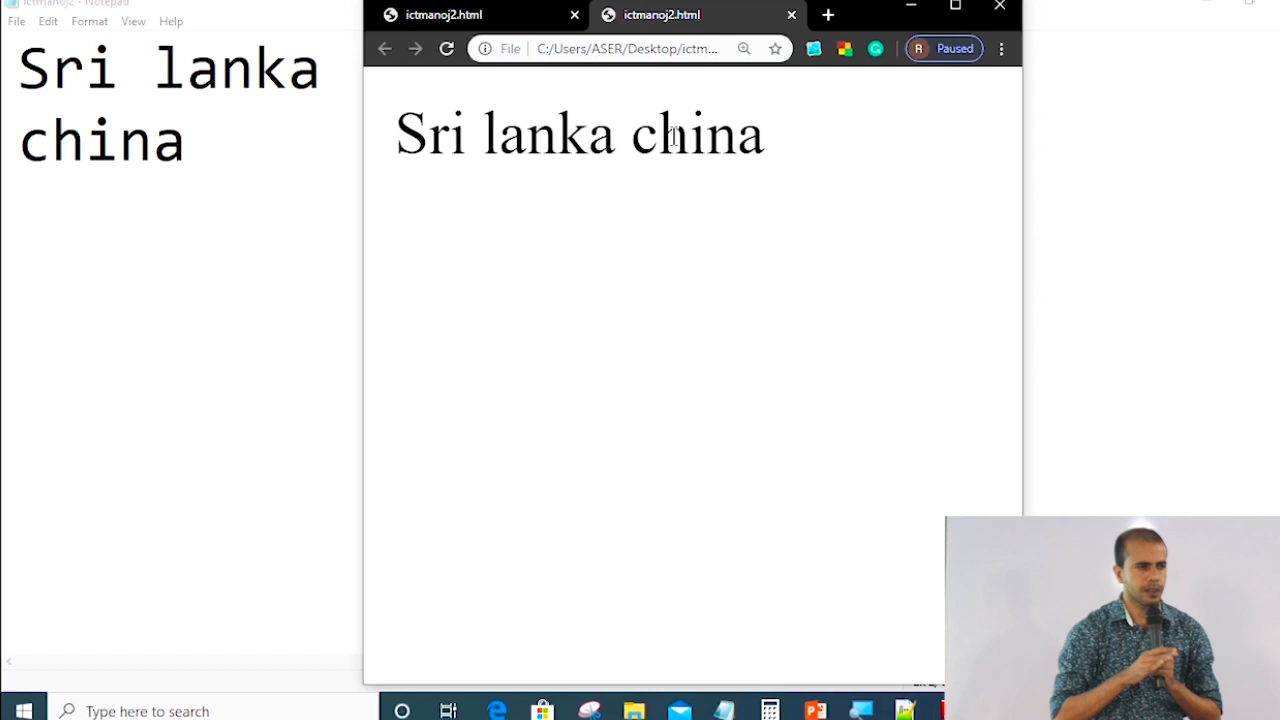 ictmanoj2 - Notepad
File Edit Format View Help
Sri lanka
china
ictmanoj2.html
ictmanoj2.html
File C:/Users/ASER/Desktop/ictm...
R Paused
Sri lanka china
Type here to search